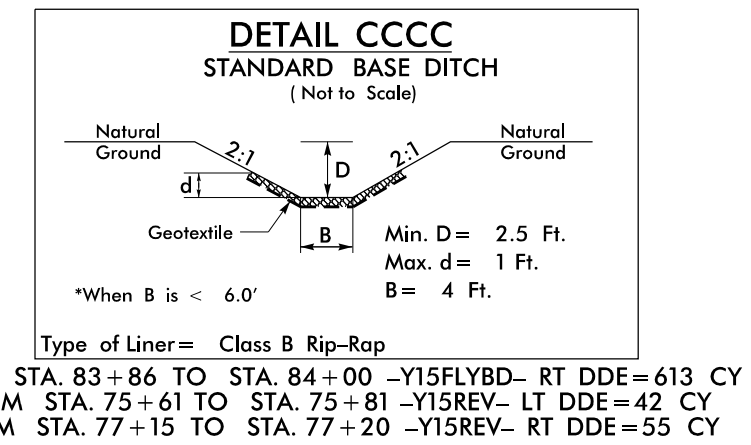 DETAIL CCCC
STANDARD BASE DITCH
( Not to Scale)
Natural
Ground
2:1
D
2:1
Natural
Ground
d
Geotextile
B
Min. D = 2.5 Ft.
Max. d = 1 Ft.
B = 4 Ft.
*When B is < 6.0'
Type of Liner = Class B Rip-Rap
STA. 83+86 TO STA. 84+00 -Y15FLYBD- RT DDE=613 CY
M STA. 75+61 TO STA. 75+81 -Y15REV- LT DDE=42 CY
M STA. 77+15 TO STA. 77+20 -Y15REV- RT DDE=55 CY